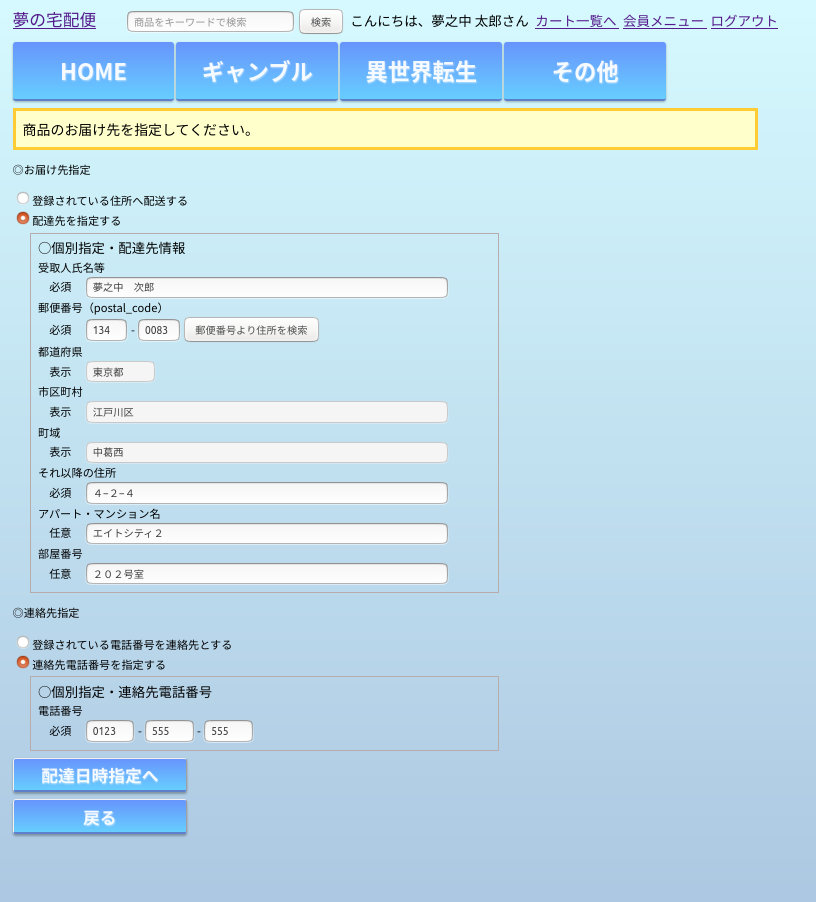 夢の宅配便 商品をキーワードで検索 検索 こんにちは、夢之中 太郎さん カート一覧へ 会員メニュー ログアウト
HOME ギャンブル 異世界転生 その他
商品のお届け先を指定してください。
◎お届け先指定
登録されている住所へ配送する
配達先を指定する
〇個別指定・配達先情報
受取人氏名等
必須 夢之中　次郎
郵便番号（postal_code）
必須 134 - 0083 郵便番号より住所を検索
都道府県
表示 東京都
市区町村
表示 江戸川区
町域
表示 中葛西
それ以降の住所
必須 ４−２−４
アパート・マンション名
任意 エイトシティ２
部屋番号
任意 ２０２号室
◎連絡先指定
登録されている電話番号を連絡先とする
連絡先電話番号を指定する
〇個別指定・連絡先電話番号
電話番号
必須 0123 - 555 - 555
配達日時指定へ
戻る